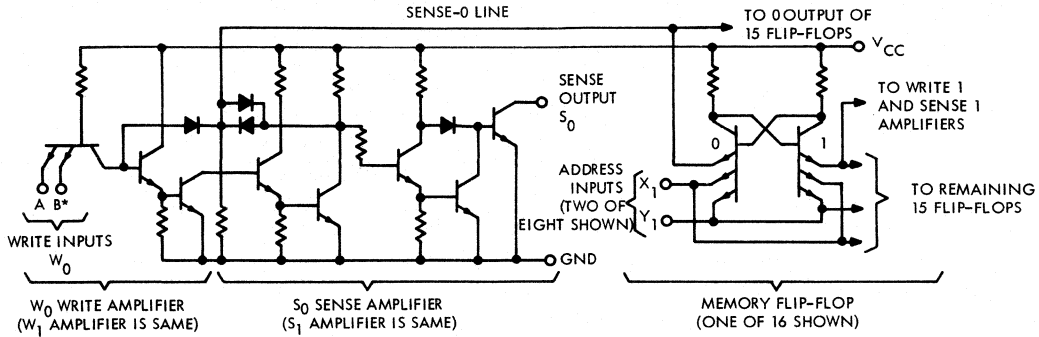 SENSE-0 LINE
TO 0 OUTPUT OF
15 FLIP-FLOPS
VCC
SENSE
OUTPUT
S0
TO WRITE 1
AND SENSE 1
AMPLIFIERS
0
1
ADDRESS
INPUTS
(TWO OF
EIGHT SHOWN)
X1
Y1
TO REMAINING
15 FLIP-FLOPS
A
B*
WRITE INPUTS
W0
GND
W0 WRITE AMPLIFIER
(W1 AMPLIFIER IS SAME)
S0 SENSE AMPLIFIER
(S1 AMPLIFIER IS SAME)
MEMORY FLIP-FLOP
(ONE OF 16 SHOWN)